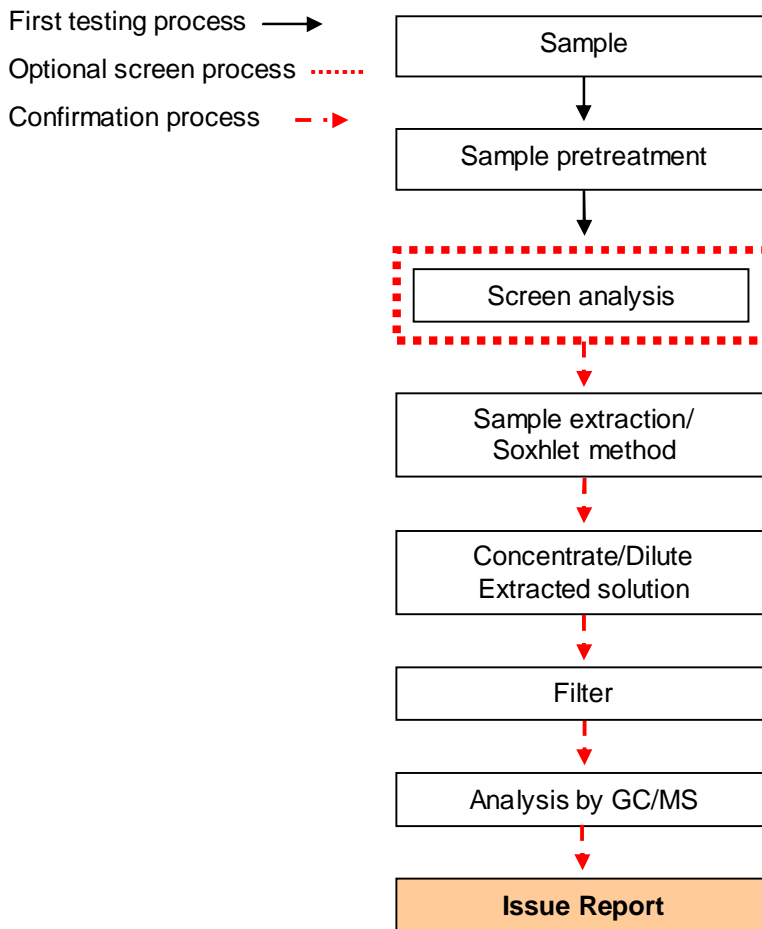 First testing process
Optional screen process
Confirmation process
Sample
Sample pretreatment
Screen analysis
Sample extraction/
Soxhlet method
Concentrate/Dilute
Extracted solution
Filter
Analysis by GC/MS
Issue Report